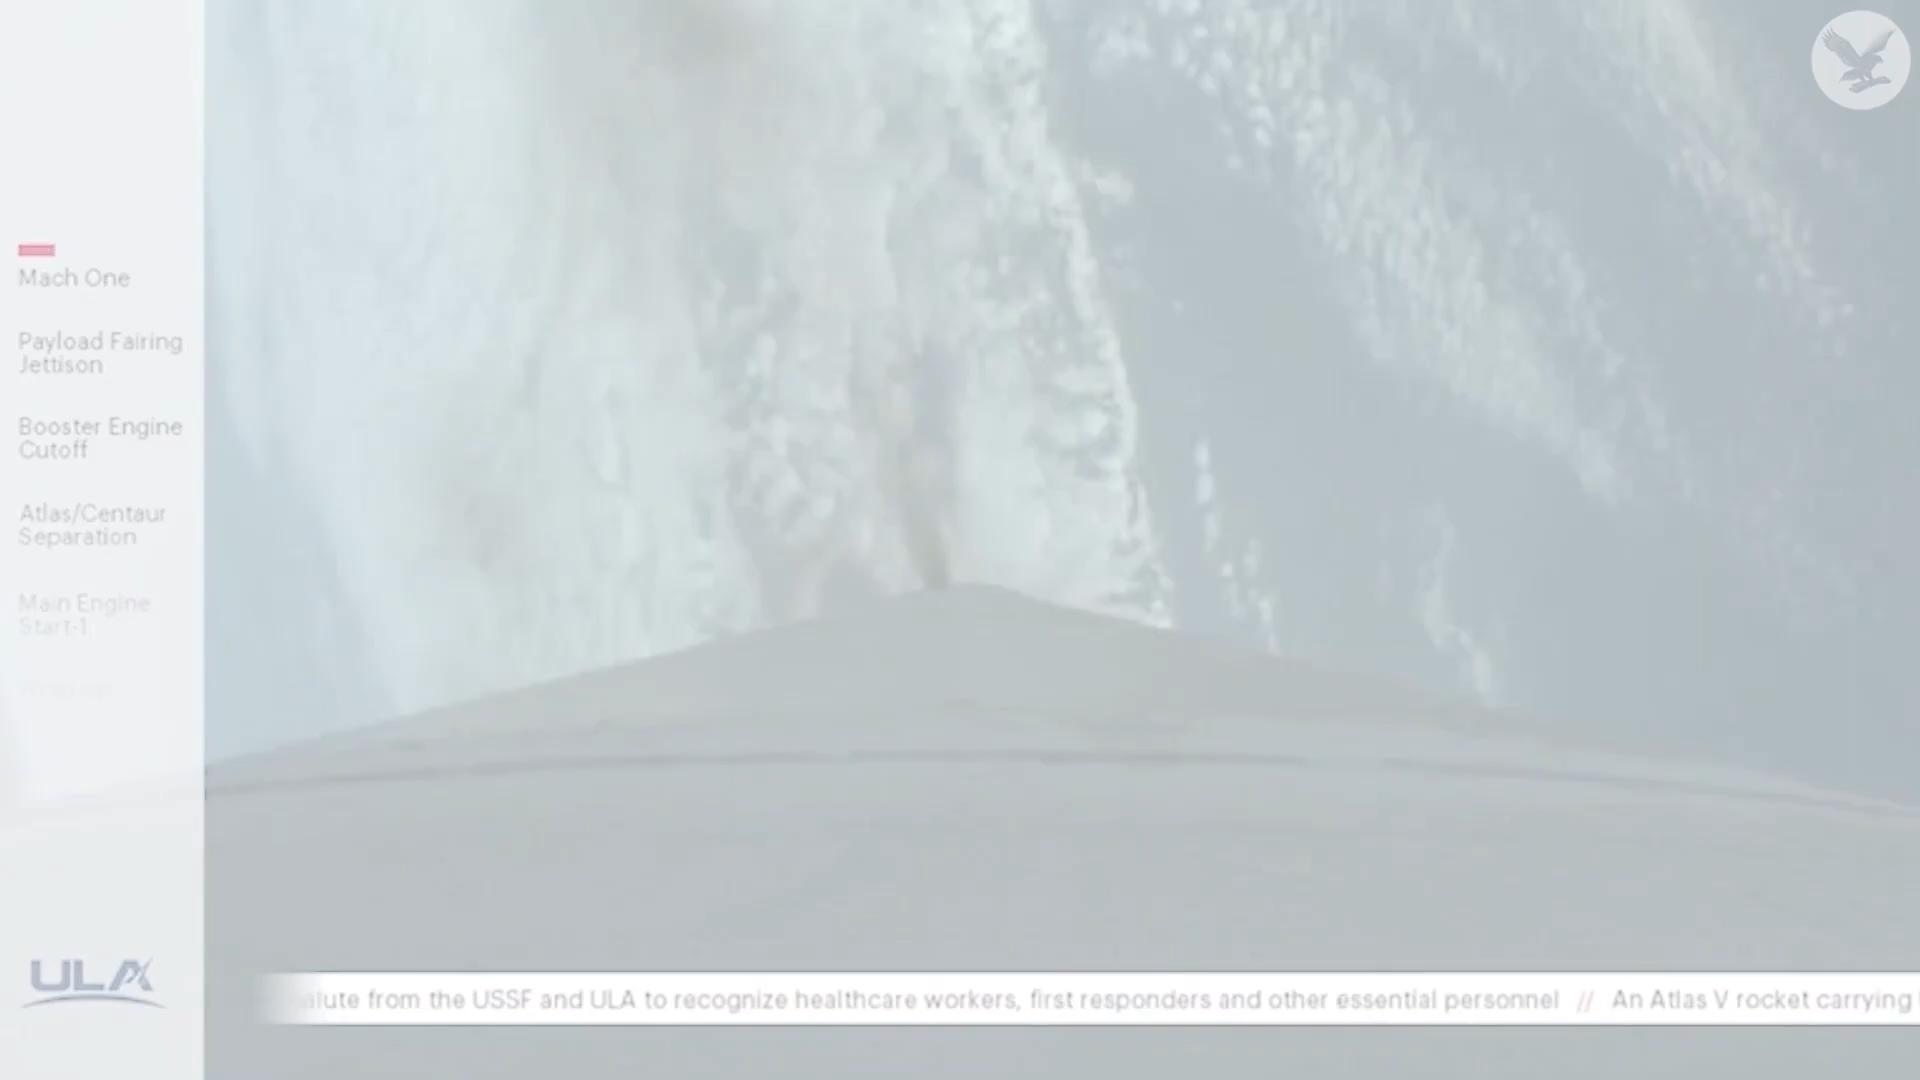 Mach One
Payload Fairing
Jettison
Booster Engine
Cutoff
Atlas/Centaur
Separation
Main Engine
Start-1
ULA
alute from the USSF and ULA to recognize healthcare workers, first responders and other essential personnel // An Atlas V rocket carrying